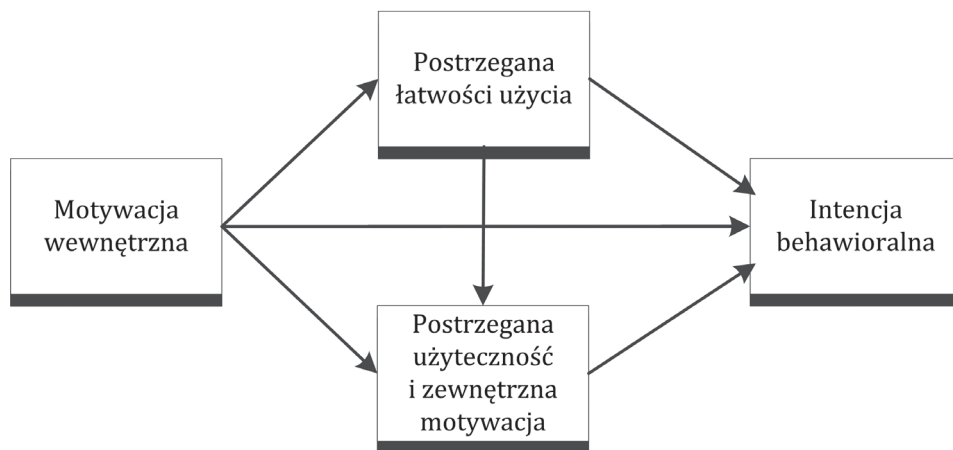 Postrzegana
łatwości użycia
Motywacja
wewnętrzna
Intencja
behawioralna
Postrzegana
użyteczność
i zewnętrzna
motywacja